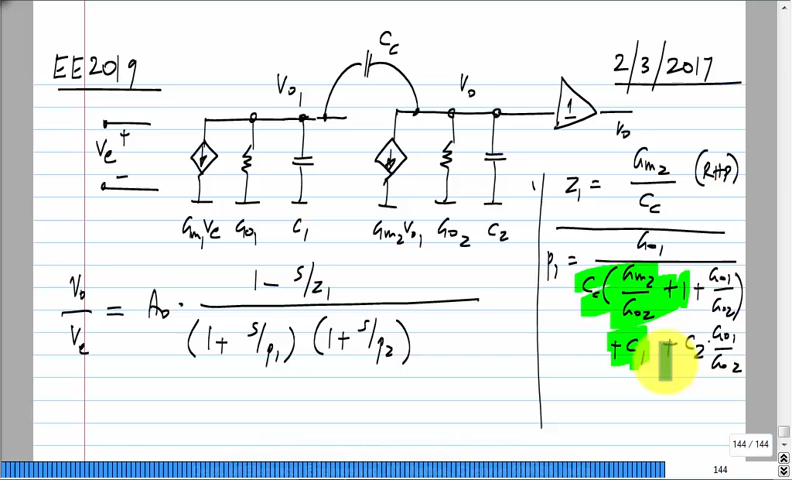 EE2019
2/3/2017
Cc
Vo1
Vo
1
Vo
+
Ve
-
Gm1Ve Go1 C1 Gm2Vo1 Go2 C2
z1 = Gm2 / Cc (RHP)
Vo / Ve = Ao · (1 - s/z1) / ((1 + s/p1) (1 + s/p2))
p1 = Go1 / (Cc (Gm2/Go2 + 1 + Go1/Go2)
+ C1 + C2 · Go1/Go2
144 / 144
144